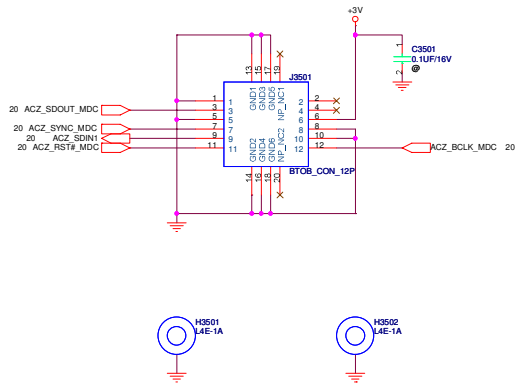 +3V
C3501
0.1UF/16V
@
1
2
J3501
BTOB_CON_12P
13
15
17
19
GND1
GND3
GND5
NP_NC1
1
3
5
7
9
11
1
3
5
7
9
11
2
4
6
8
10
12
2
4
6
8
10
12
GND2
GND4
GND6
NP_NC2
14
16
18
20
20 ACZ_SDOUT_MDC
20 ACZ_SYNC_MDC
20 ACZ_SDIN1
20 ACZ_RST#_MDC
ACZ_BCLK_MDC 20
H3501
L4E-1A
H3502
L4E-1A